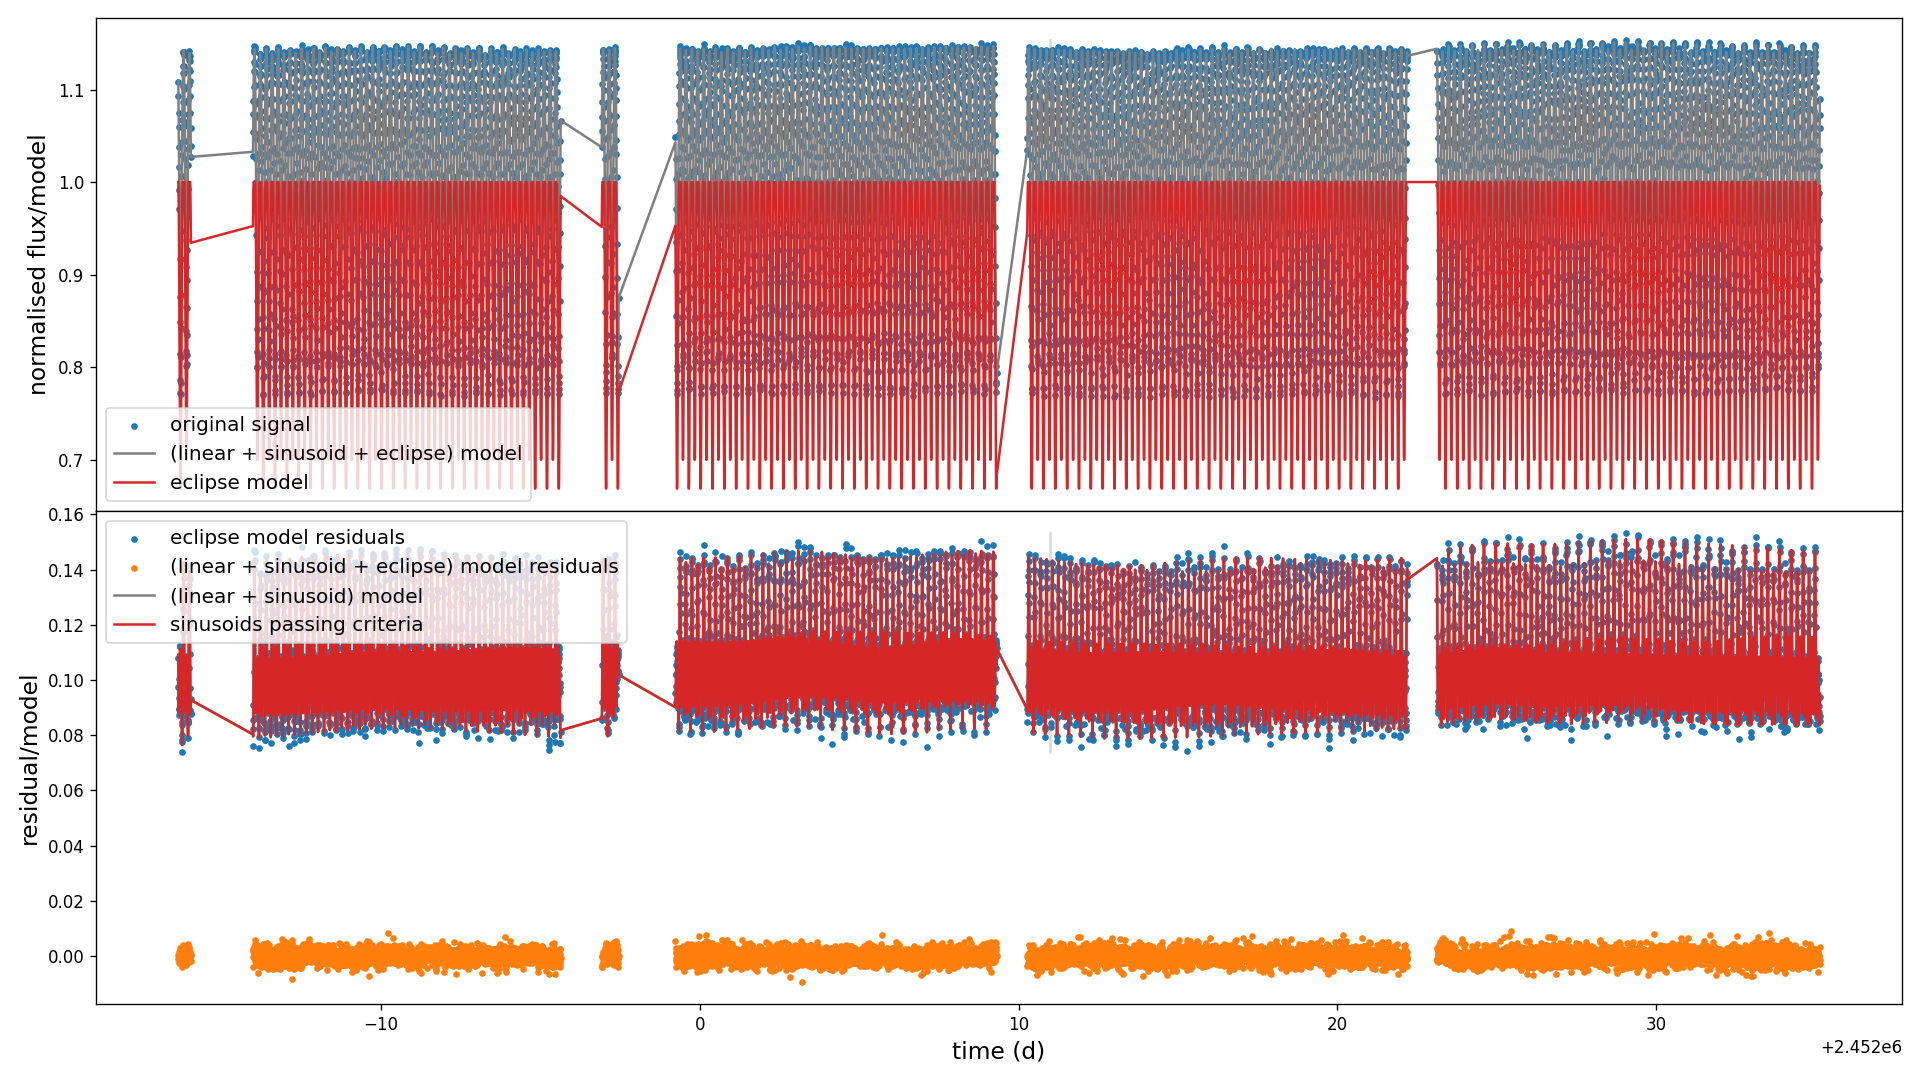 normalised flux/model
1.1
1.0
0.9
0.8
0.7
original signal
(linear + sinusoid + eclipse) model
eclipse model
residual/model
0.16
0.14
0.12
0.10
0.08
0.06
0.04
0.02
0.00
eclipse model residuals
(linear + sinusoid + eclipse) model residuals
(linear + sinusoid) model
sinusoids passing criteria
−10
0
10
20
30
time (d)
+2.452e6